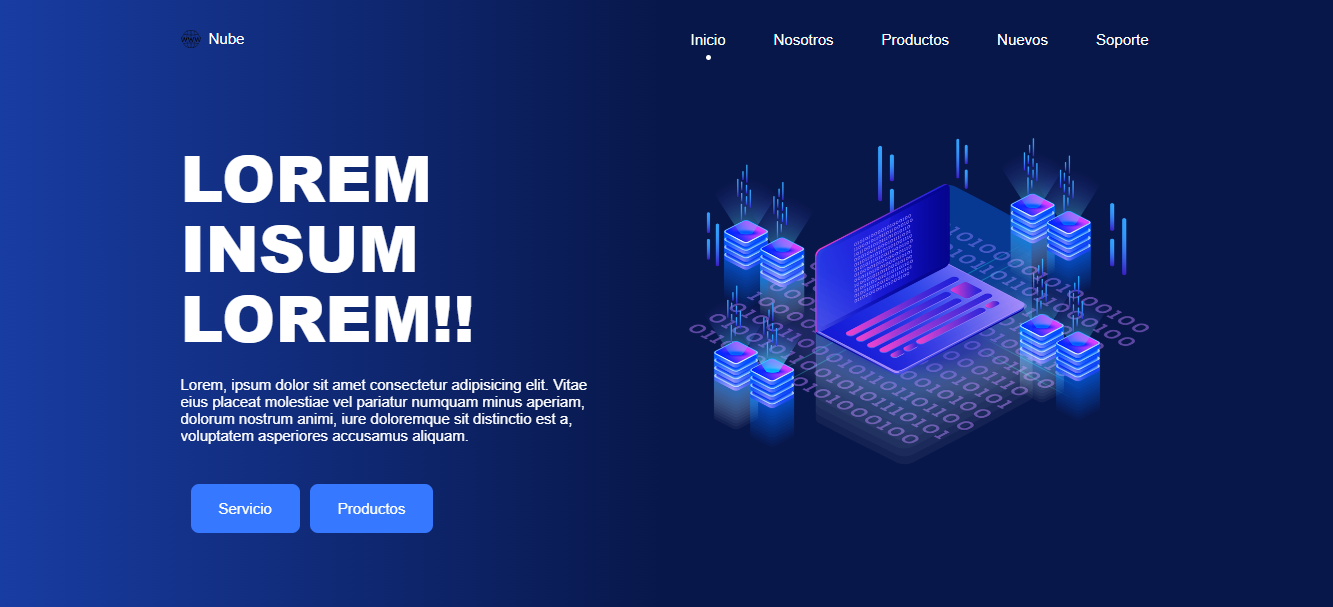 www Nube
Inicio Nosotros Productos Nuevos Soporte
LOREM
INSUM
LOREM!!
Lorem, ipsum dolor sit amet consectetur adipisicing elit. Vitae
eius placeat molestiae vel pariatur numquam minus aperiam,
dolorum nostrum animi, iure doloremque sit distinctio est a,
voluptatem asperiores accusamus aliquam.
Servicio Productos